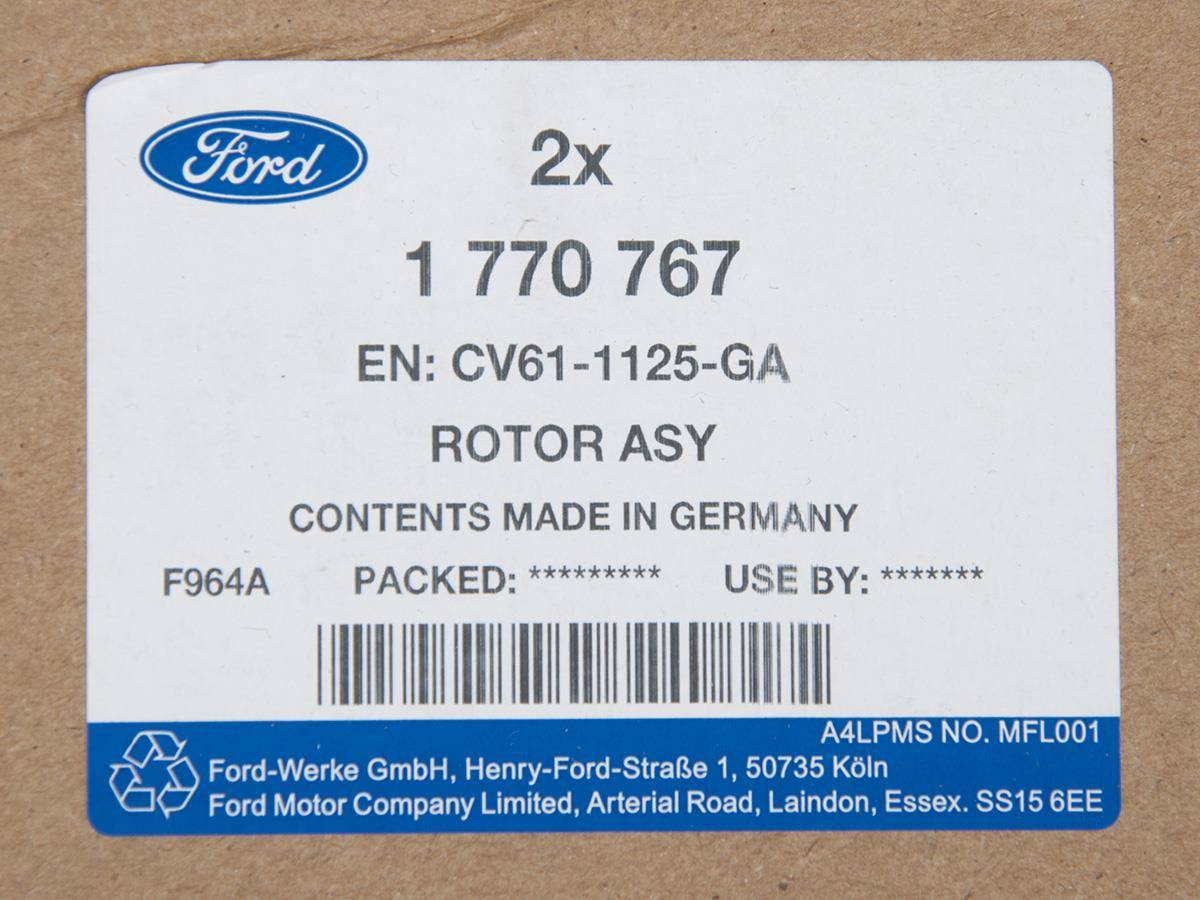 Ford
2x
1 770 767
EN: CV61-1125-GA
ROTOR ASY
CONTENTS MADE IN GERMANY
F964A PACKED: ********* USE BY: *******
A4LPMS NO. MFL001
Ford-Werke GmbH, Henry-Ford-Straße 1, 50735 Köln
Ford Motor Company Limited, Arterial Road, Laindon, Essex. SS15 6EE